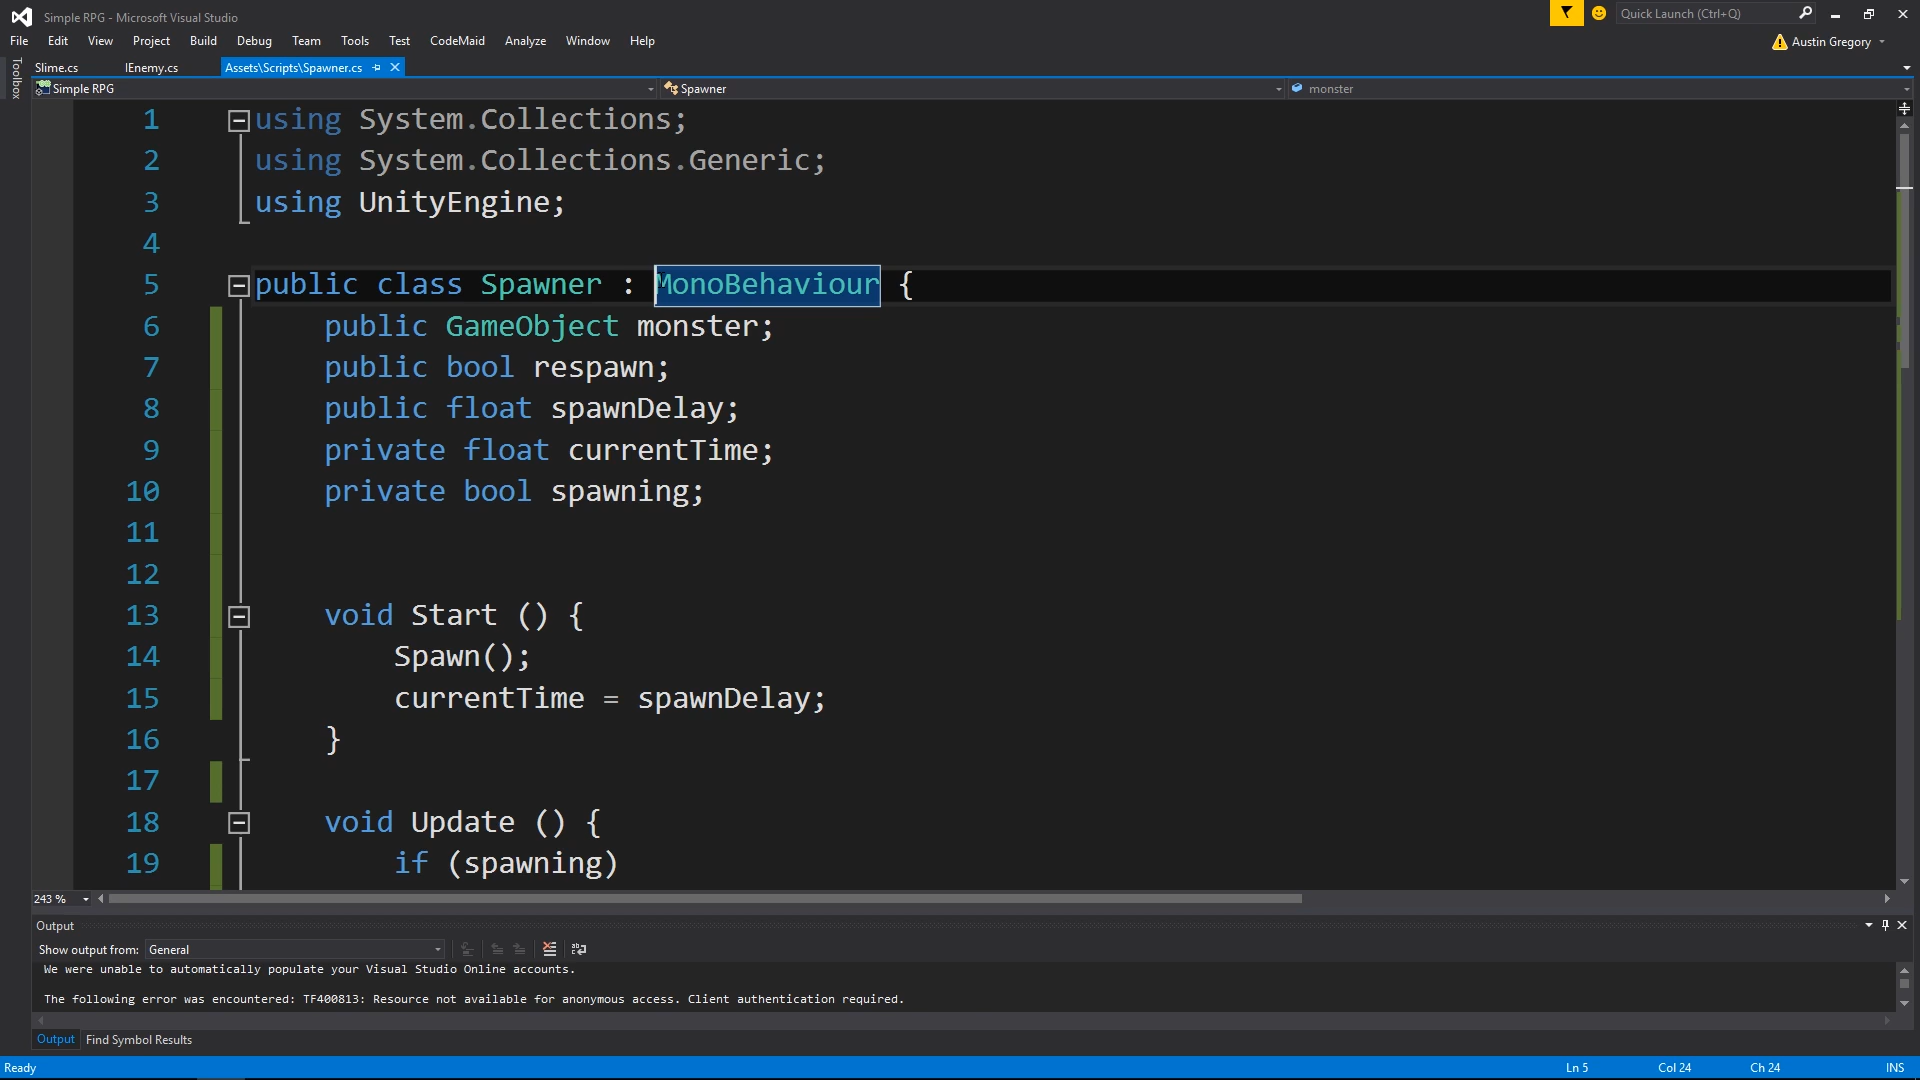 Simple RPG - Microsoft Visual Studio
Quick Launch (Ctrl+Q)
File Edit View Project Build Debug Team Tools Test CodeMaid Analyze Window Help
Austin Gregory
Toolbox
Slime.cs IEnemy.cs Assets\Scripts\Spawner.cs
Simple RPG Spawner monster
1 using System.Collections;
2 using System.Collections.Generic;
3 using UnityEngine;
4
5 public class Spawner : MonoBehaviour {
6 public GameObject monster;
7 public bool respawn;
8 public float spawnDelay;
9 private float currentTime;
10 private bool spawning;
11
12
13 void Start () {
14 Spawn();
15 currentTime = spawnDelay;
16 }
17
18 void Update () {
19 if (spawning)
243 %
Output
Show output from: General
We were unable to automatically populate your Visual Studio Online accounts.
The following error was encountered: TF400813: Resource not available for anonymous access. Client authentication required.
Output Find Symbol Results
Ready Ln 5 Col 24 Ch 24 INS